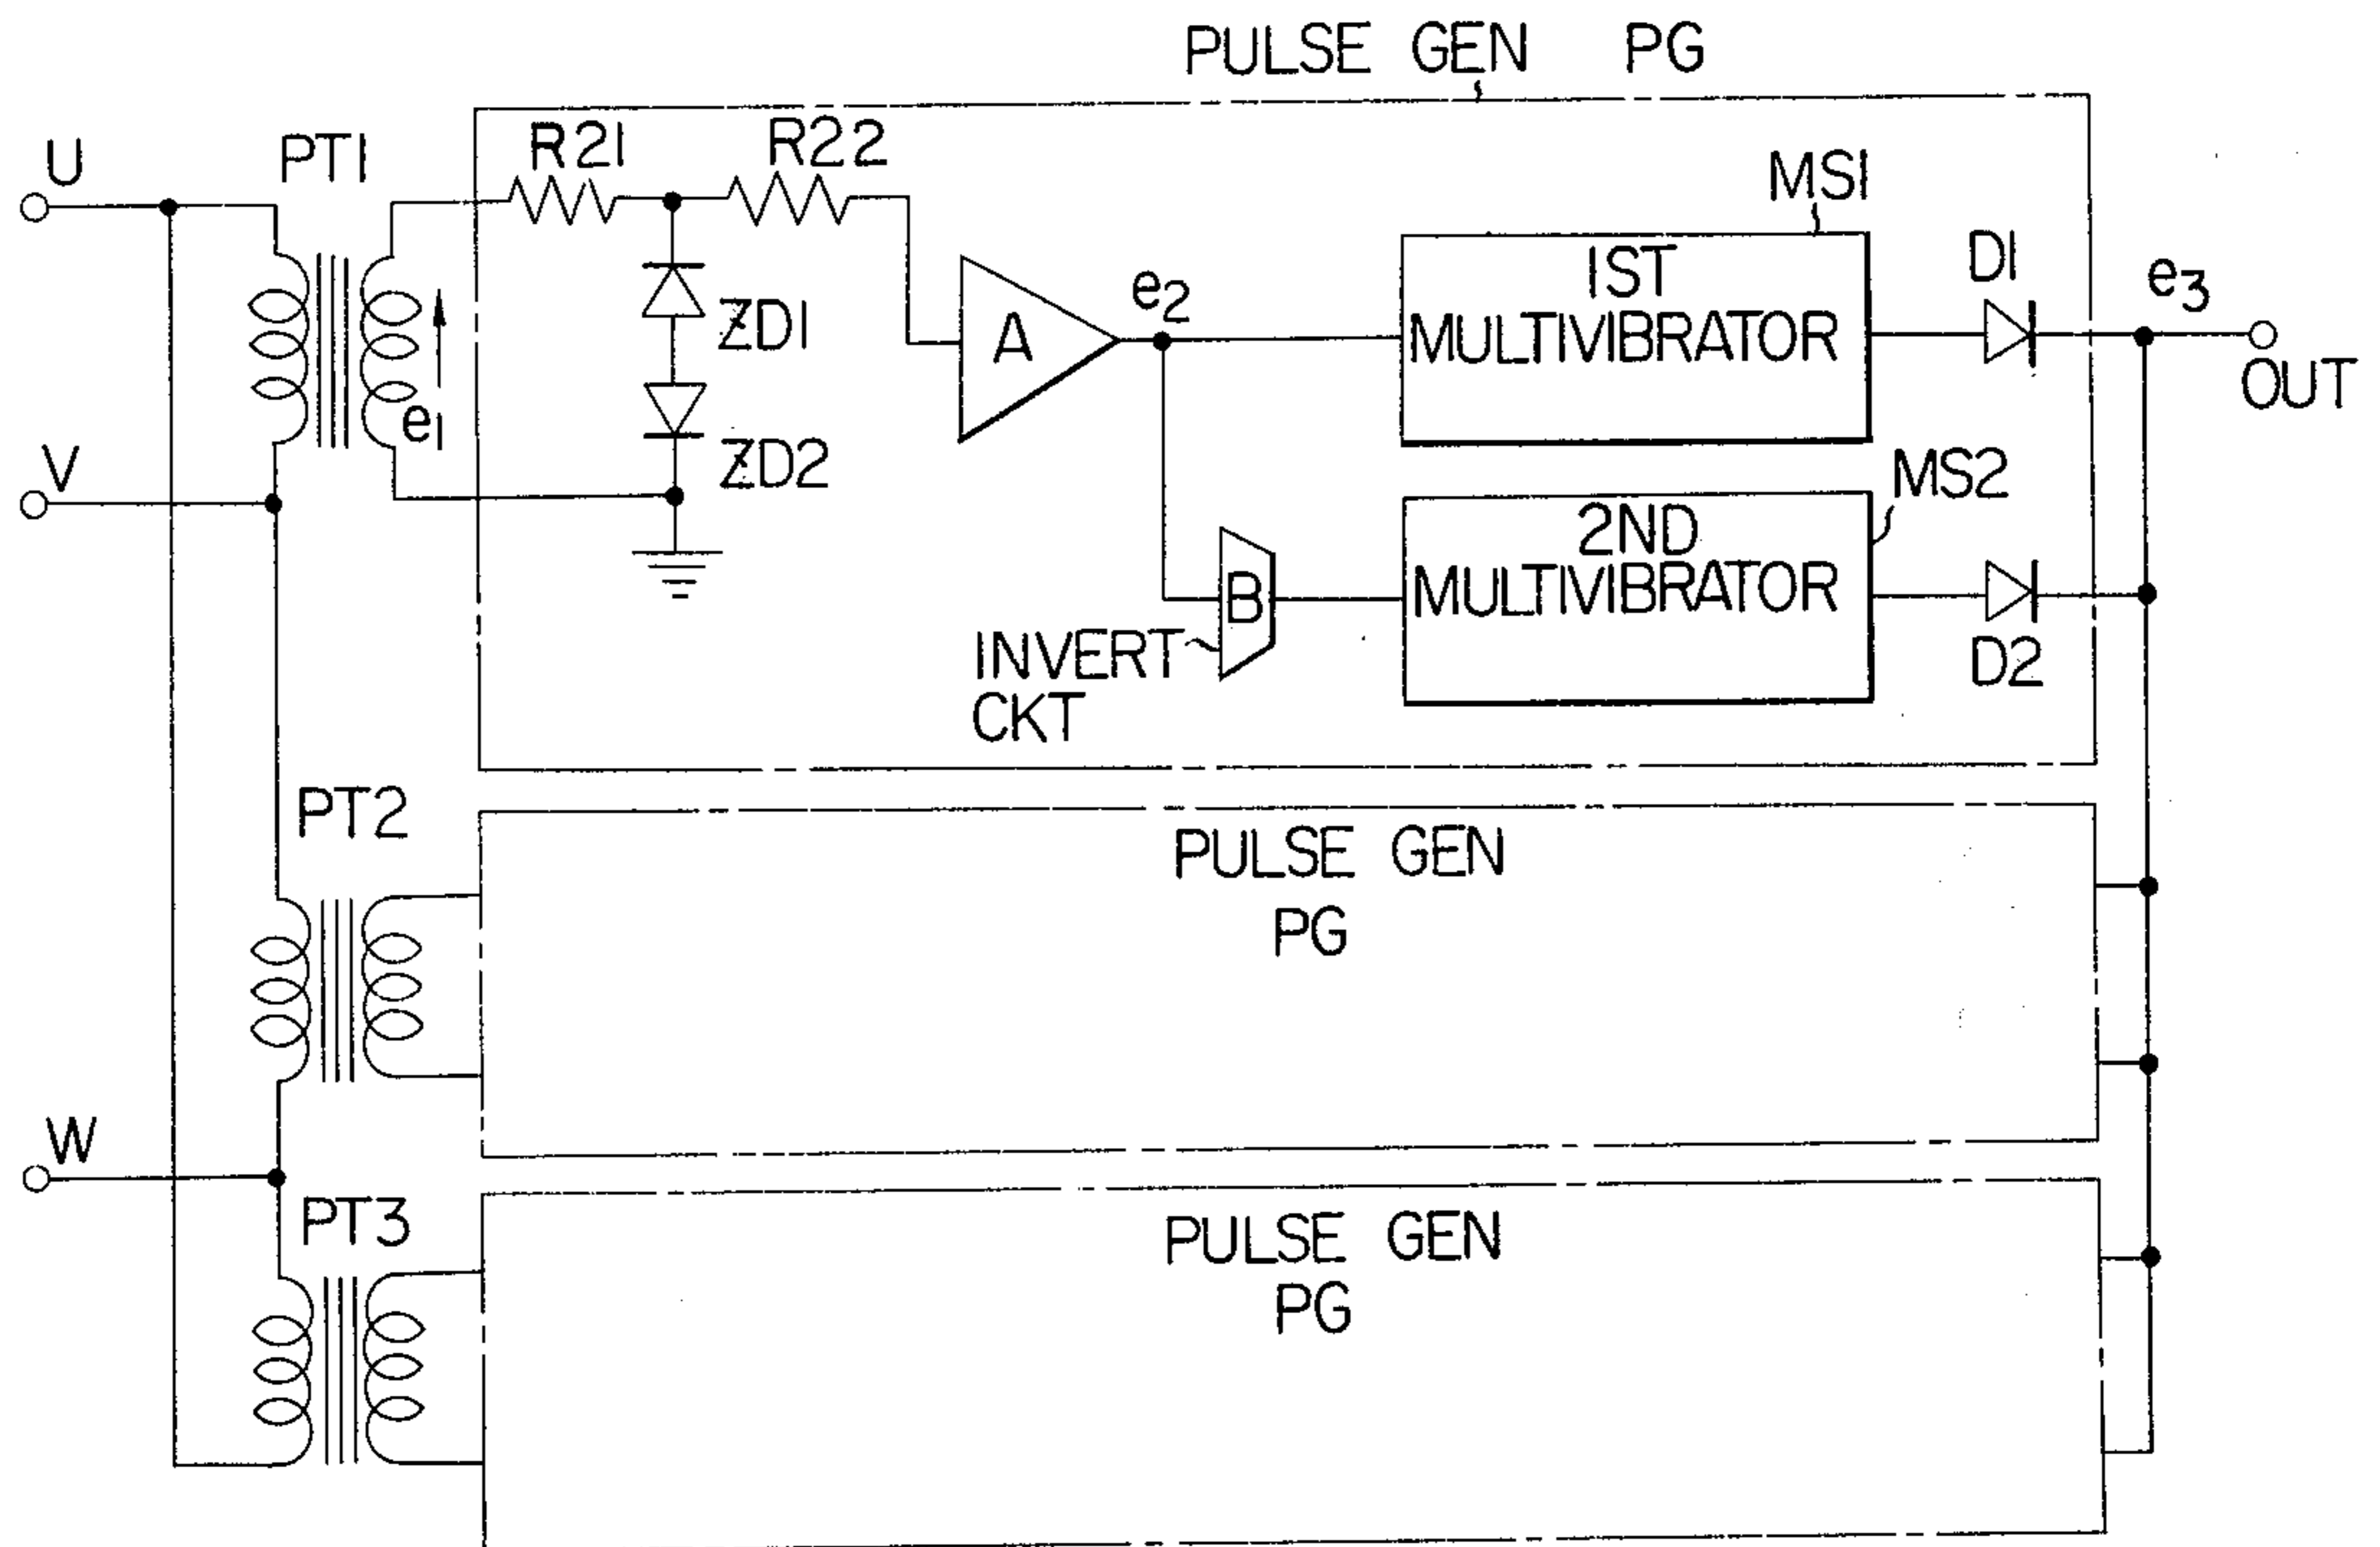 PULSE GEN PG
U
PT1
R21
R22
MS1
1ST
MULTIVIBRATOR
D1
e3
OUT
ZD1
A
e2
e1
V
ZD2
MS2
2ND
MULTIVIBRATOR
B
INVERT
CKT
D2
PT2
PULSE GEN
PG
W
PT3
PULSE GEN
PG